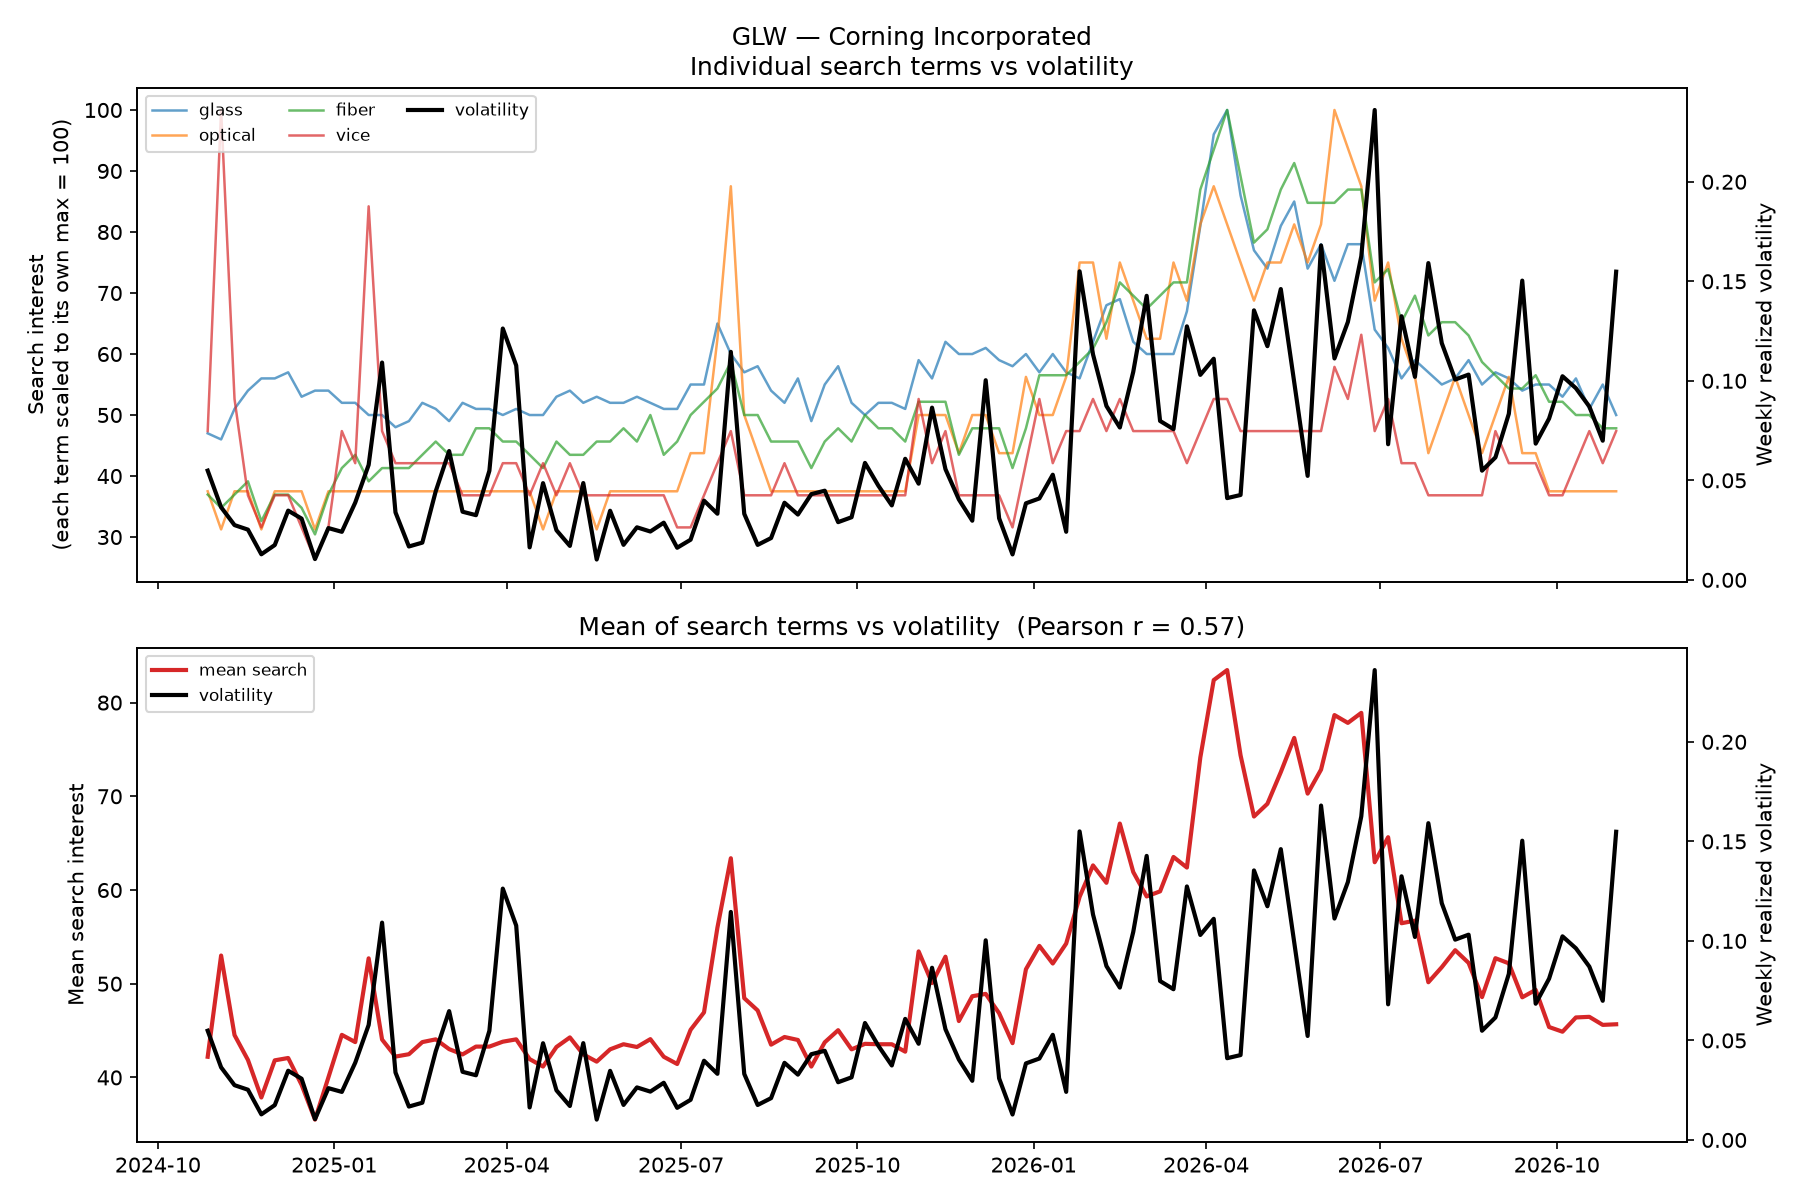 GLW — Corning Incorporated
Individual search terms vs volatility
glass
optical
fiber
vice
volatility
Search interest
(each term scaled to its own max = 100)
100
90
80
70
60
50
40
30
0.20
0.15
0.10
0.05
0.00
Weekly realized volatility
Mean of search terms vs volatility (Pearson r = 0.57)
mean search
volatility
Mean search interest
80
70
60
50
40
0.20
0.15
0.10
0.05
0.00
Weekly realized volatility
2024-10 2025-01 2025-04 2025-07 2025-10 2026-01 2026-04 2026-07 2026-10